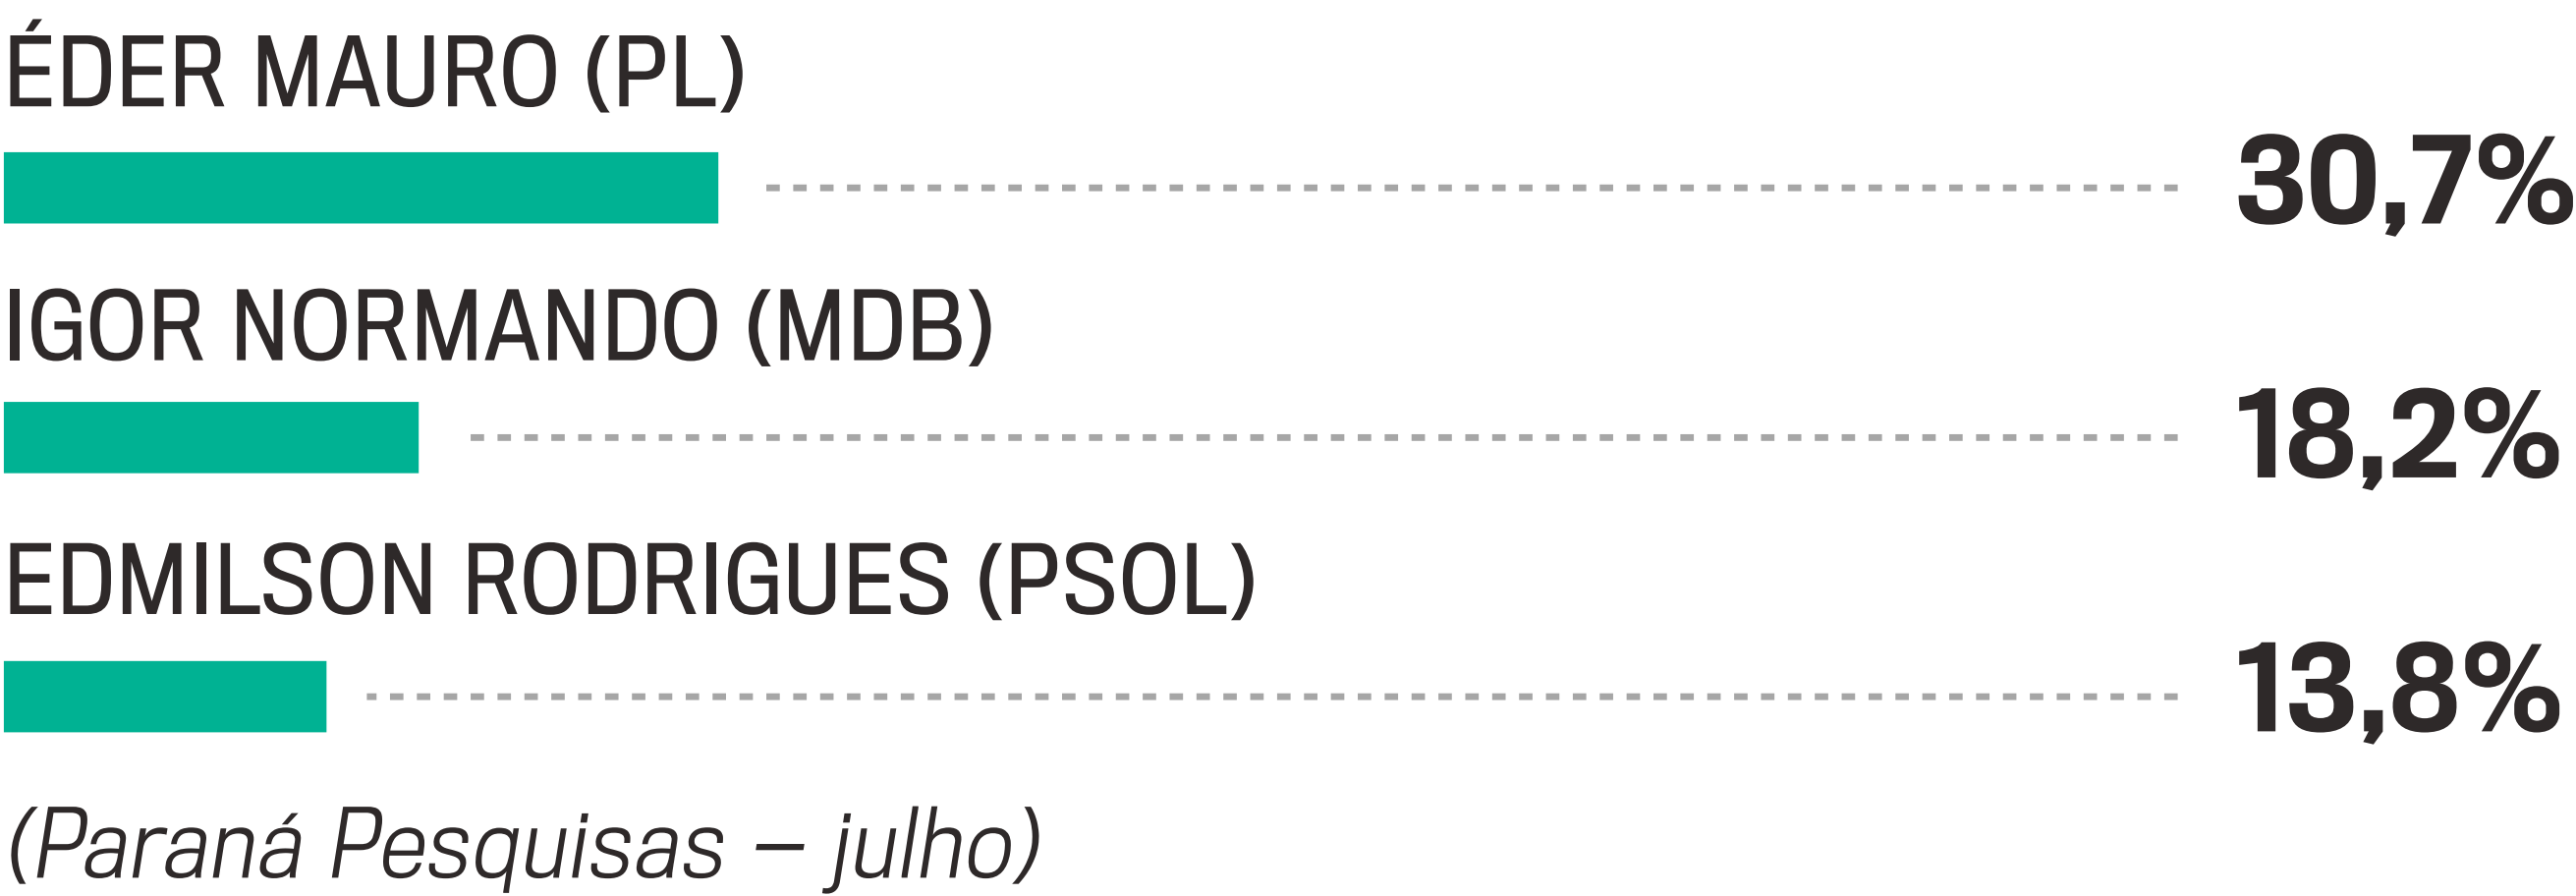 ÉDER MAURO (PL)
30,7%
IGOR NORMANDO (MDB)
18,2%
EDMILSON RODRIGUES (PSOL)
13,8%
(Paraná Pesquisas – julho)